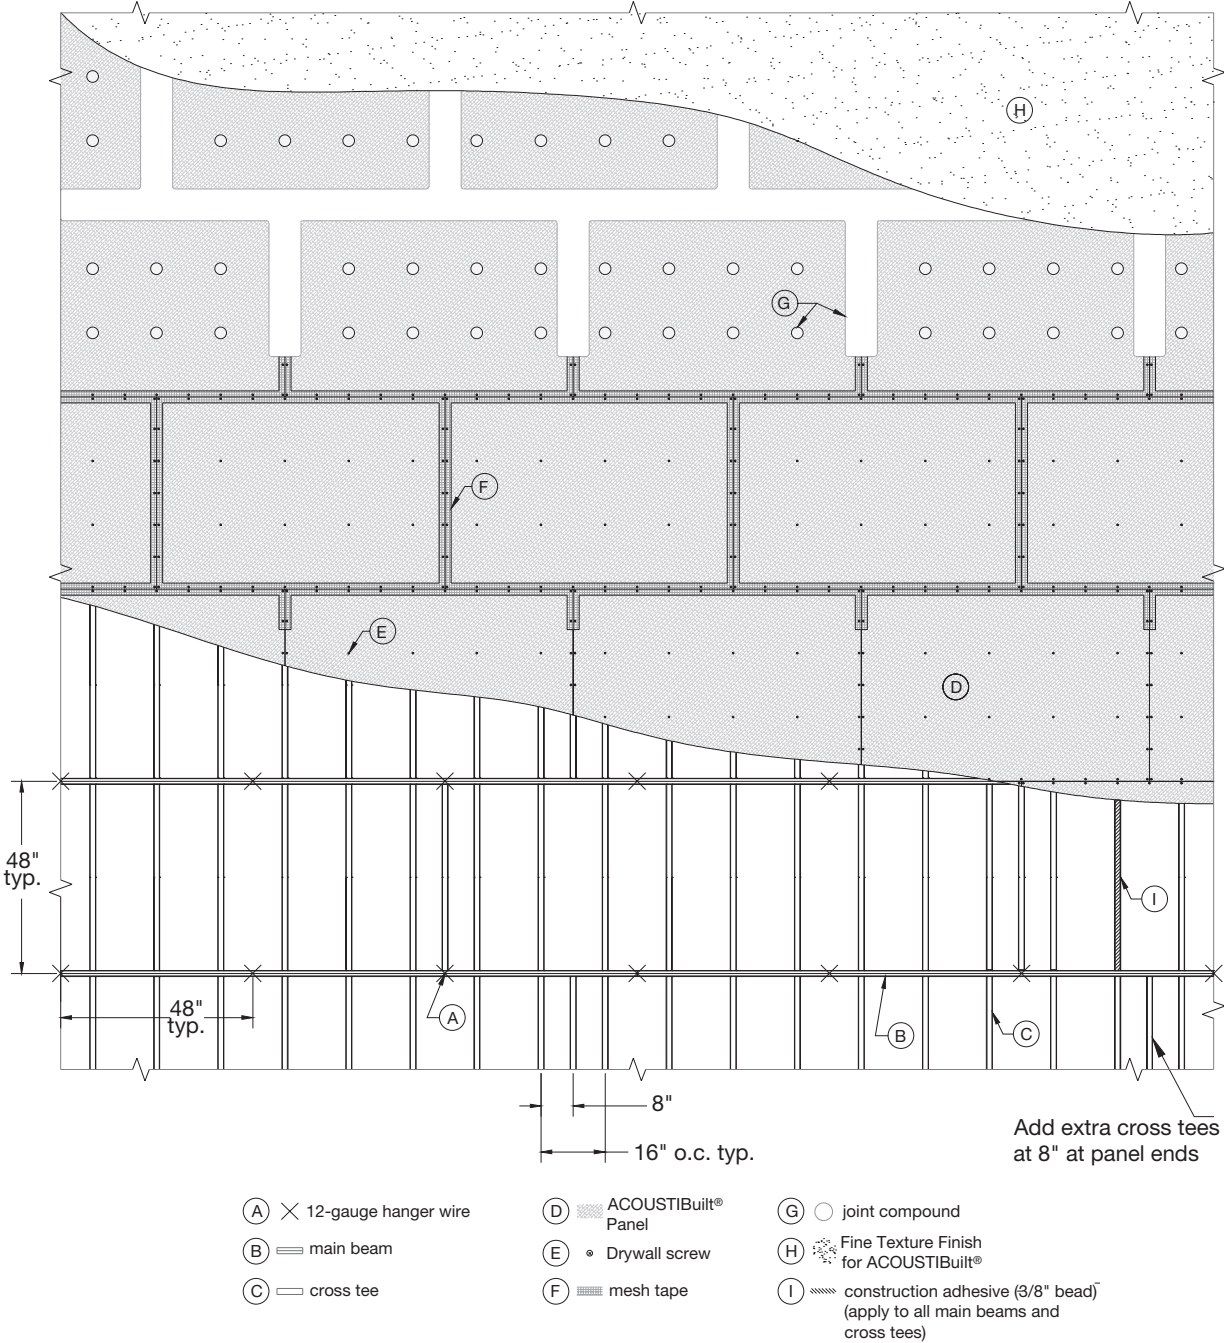 H
G
F
E
D
48"
typ.
I
48"
typ.
A
B
C
8"
16" o.c. typ.
Add extra cross tees
at 8" at panel ends
A 12-gauge hanger wire
B main beam
C cross tee
D ACOUSTIBuilt®
Panel
E Drywall screw
F mesh tape
G joint compound
H Fine Texture Finish
for ACOUSTIBuilt®
I construction adhesive (3/8" bead)
(apply to all main beams and
cross tees)